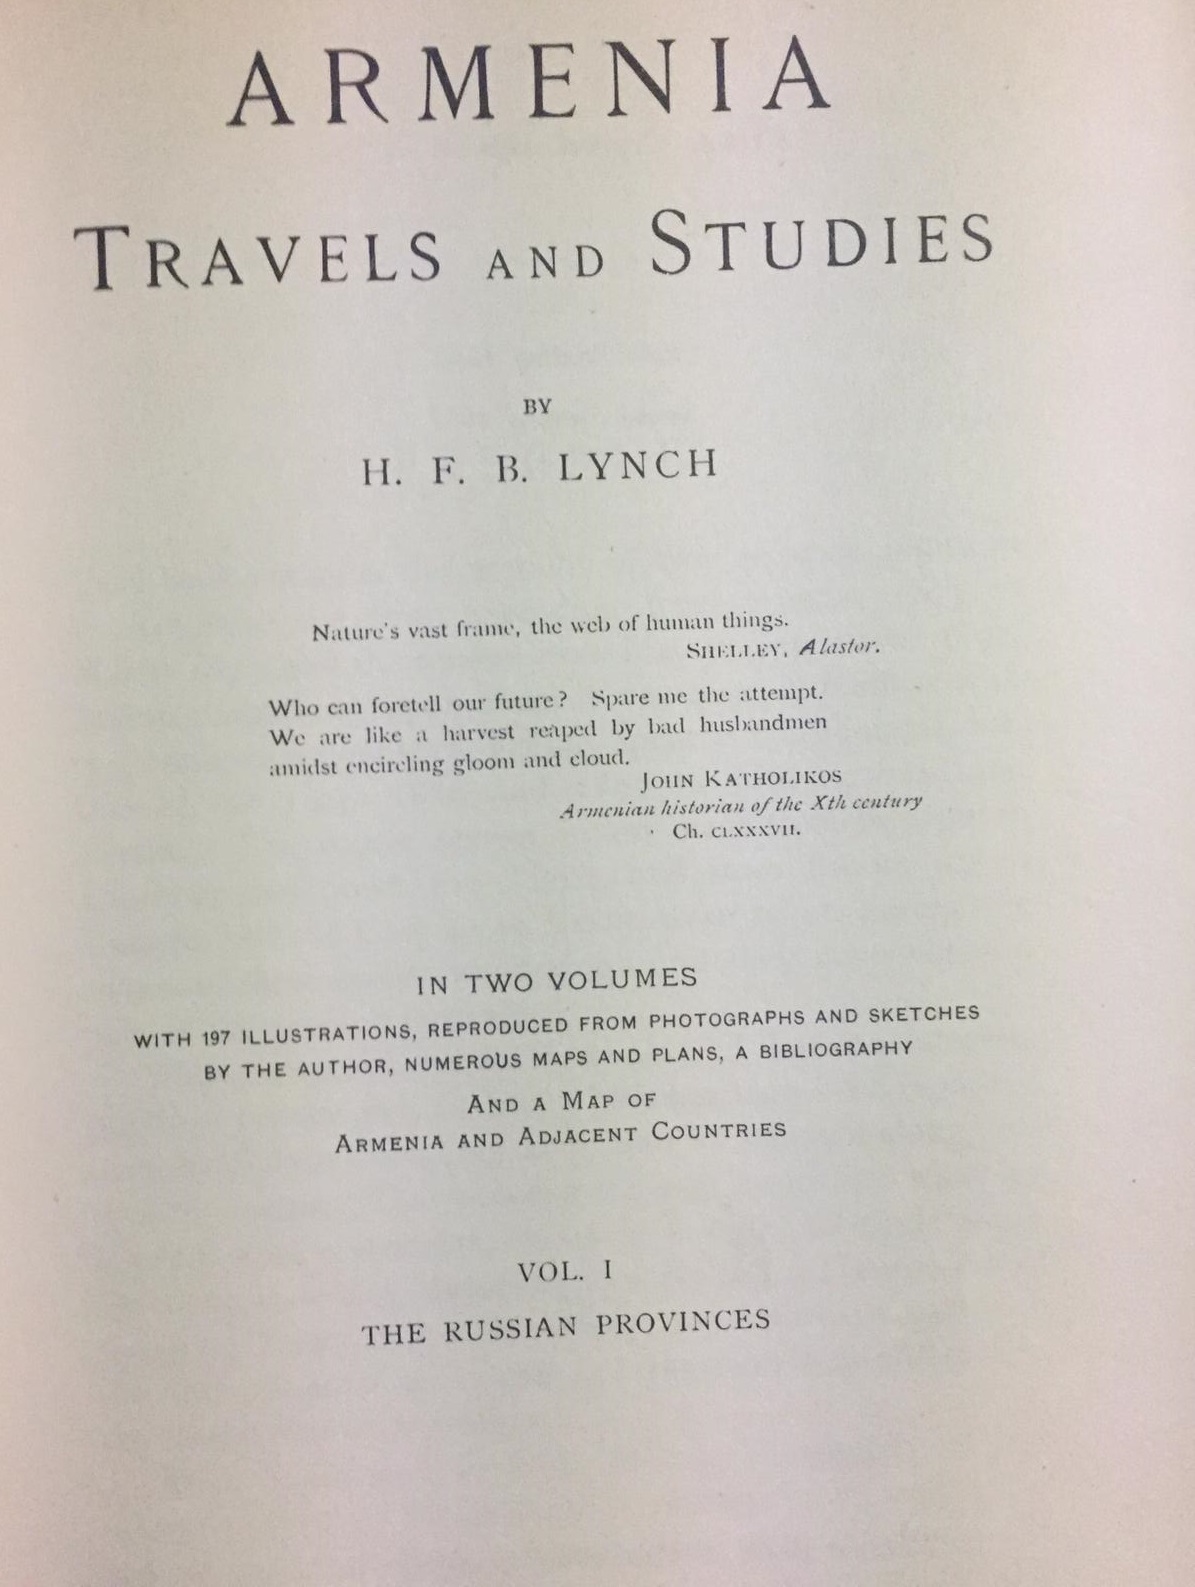 ARMENIA
TRAVELS AND STUDIES
BY
H. F. B. LYNCH
Nature's vast frame, the web of human things.
SHELLEY, Alastor.
Who can foretell our future? Spare me the attempt.
We are like a harvest reaped by bad husbandmen
amidst encircling gloom and cloud.
JOHN KATHOLIKOS
Armenian historian of the Xth century
Ch. CLXXXVII.
IN TWO VOLUMES
WITH 197 ILLUSTRATIONS, REPRODUCED FROM PHOTOGRAPHS AND SKETCHES
BY THE AUTHOR, NUMEROUS MAPS AND PLANS, A BIBLIOGRAPHY
AND A MAP OF
ARMENIA AND ADJACENT COUNTRIES
VOL. I
THE RUSSIAN PROVINCES